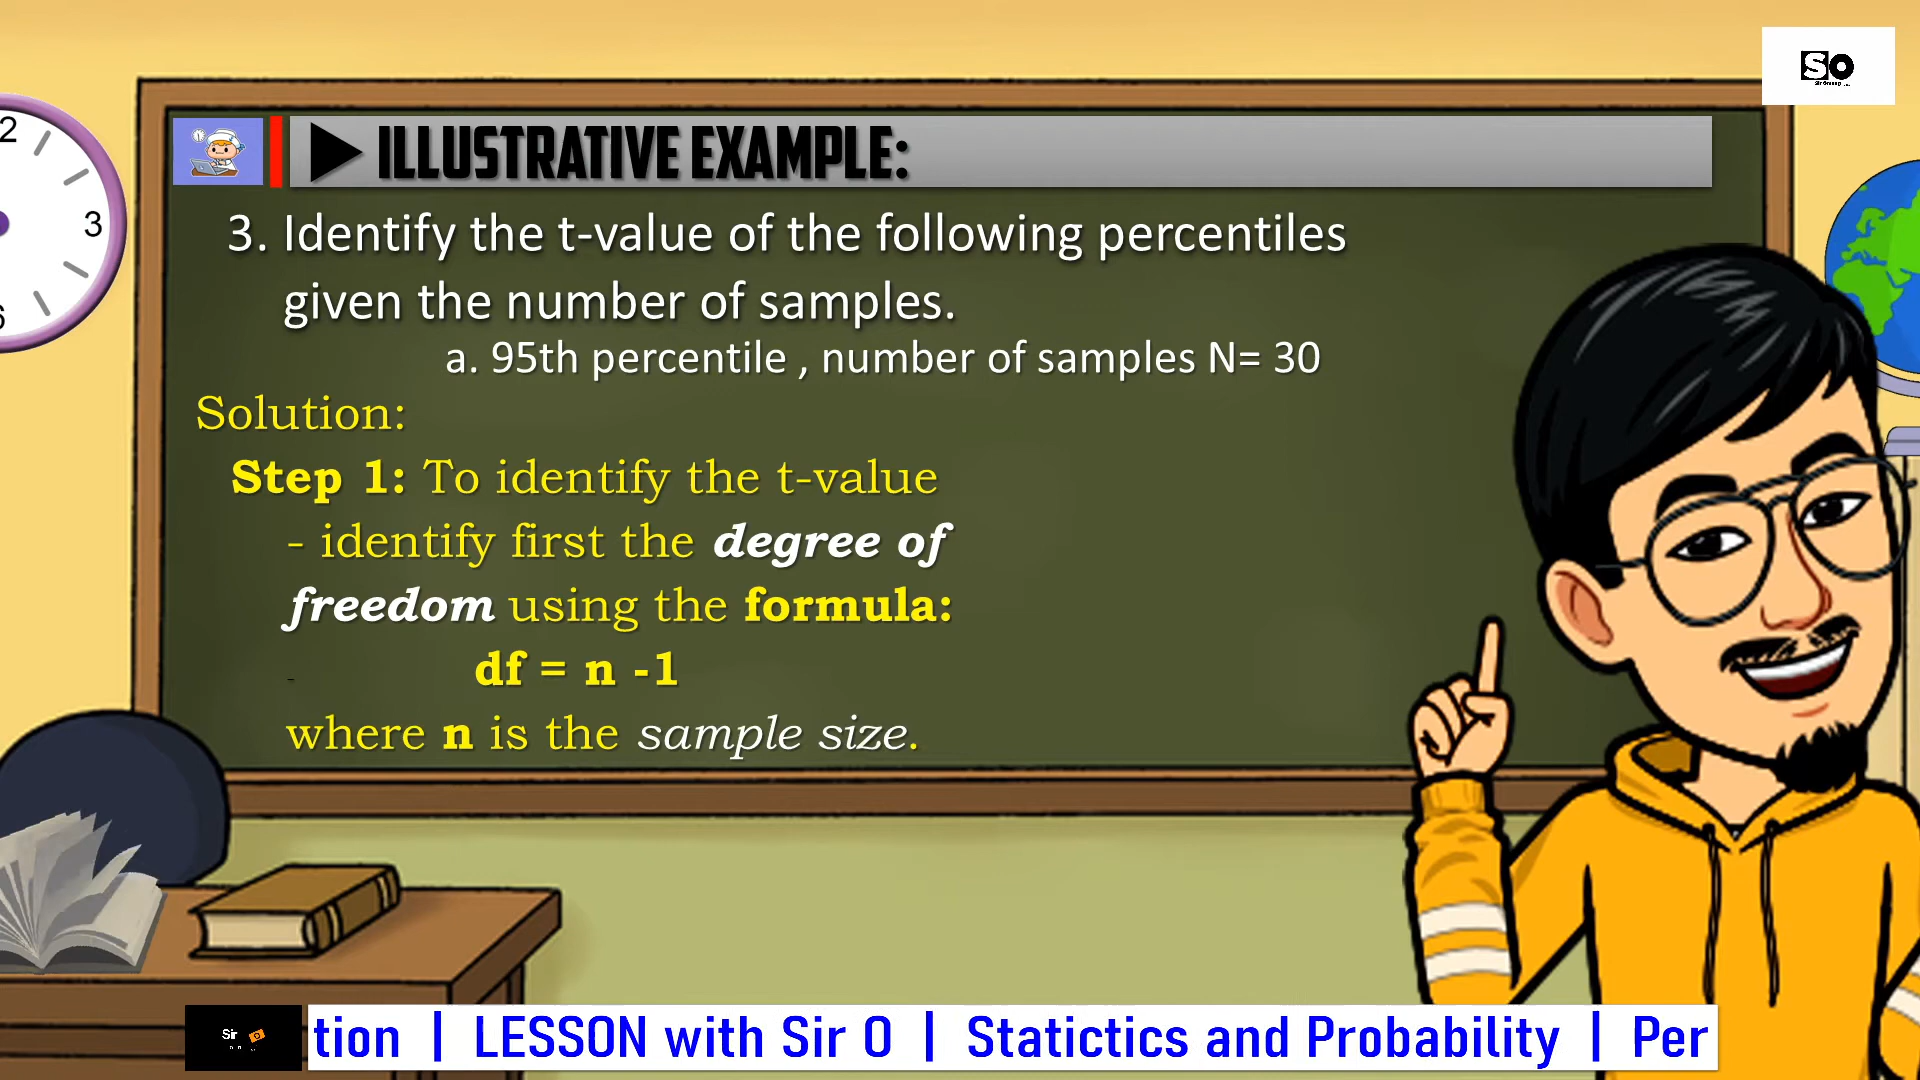 SO
2
3
6
ILLUSTRATIVE EXAMPLE:
3. Identify the t-value of the following percentiles
given the number of samples.
a. 95th percentile , number of samples N= 30
Solution:
Step 1: To identify the t-value
- identify first the degree of
freedom using the formula:
- df = n -1
where n is the sample size.
Sir
tion | LESSON with Sir O | Statictics and Probability | Per